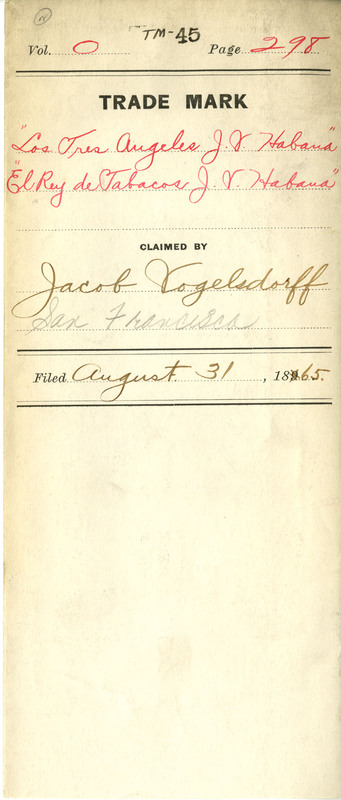 TM-45
Vol. 0 Page 298
TRADE MARK
"Los Tres Angeles J. V. Habana"
"El Rey de Tabacos J. V. Habana"
CLAIMED BY
Jacob Vogelsdorff
San Francisco
Filed August 31, 1865.